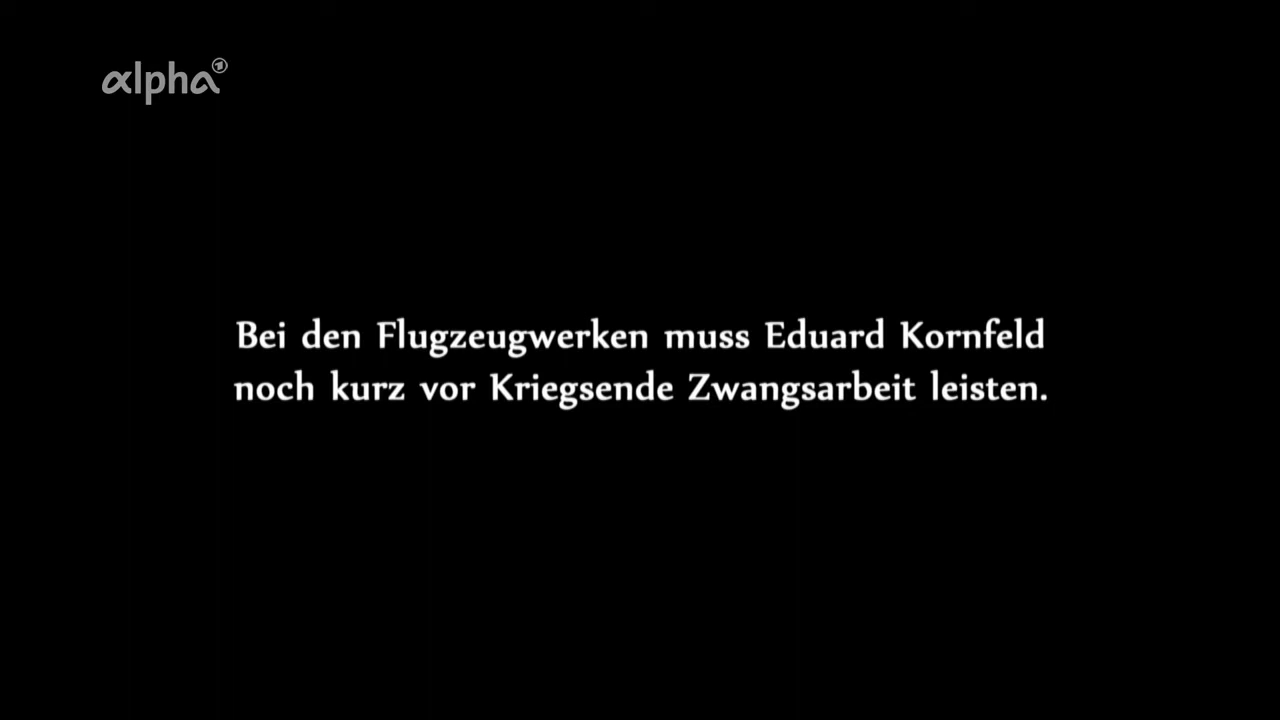 alpha
Bei den Flugzeugwerken muss Eduard Kornfeld
noch kurz vor Kriegsende Zwangsarbeit leisten.